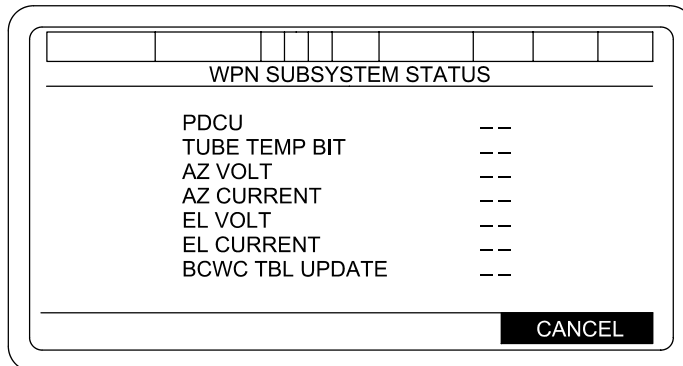 WPN SUBSYSTEM STATUS
PDCU _ _
TUBE TEMP BIT _ _
AZ VOLT _ _
AZ CURRENT _ _
EL VOLT _ _
EL CURRENT _ _
BCWC TBL UPDATE _ _
CANCEL